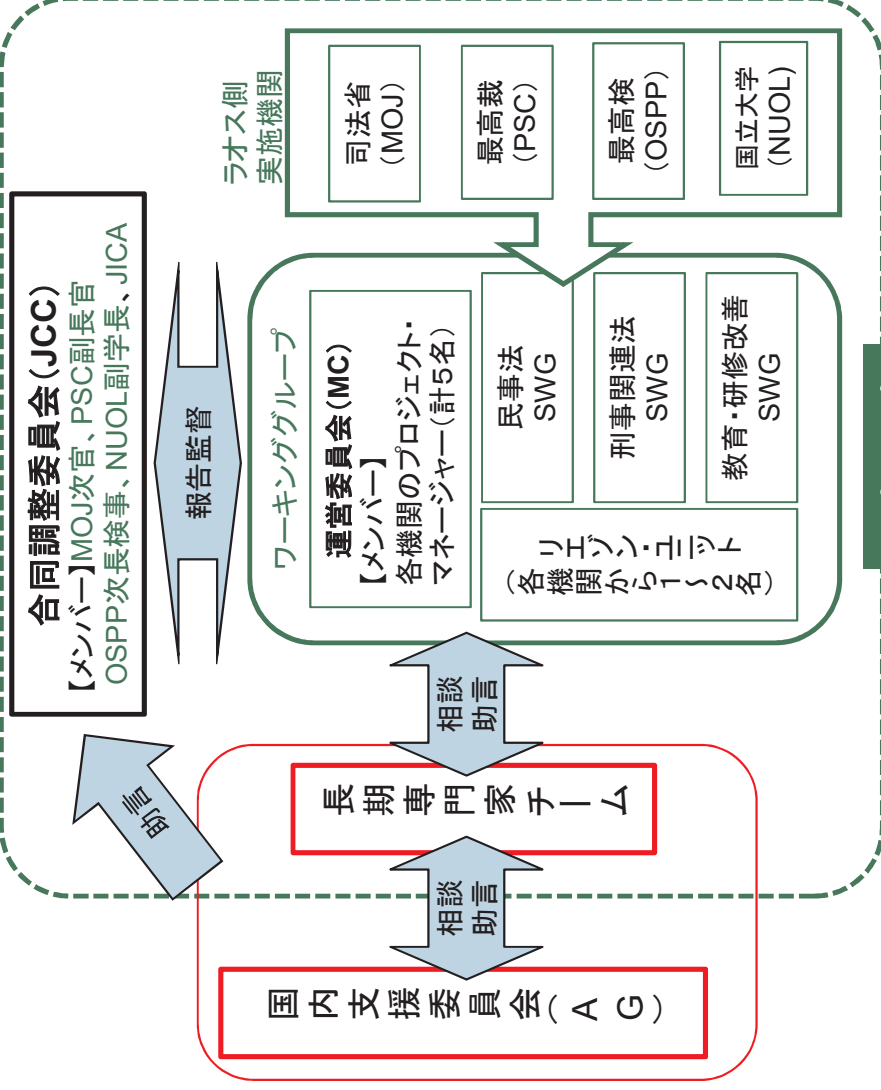 合同調整委員会(JCC)
【メンバー】MOJ次官、PSC副長官
OSPP次長検事、NUOL副学長、JICA
助言
報告監督
国内支援委員会(AG)
相談
助言
長期専門家チーム
相談
助言
ワーキンググループ
運営委員会(MC)
【メンバー】
各機関のプロジェクト・
マネージャー(計5名)
リエゾン・ユニット
(各機関から1~2名)
民事法
SWG
刑事関連法
SWG
教育・研修改善
SWG
ラオス側
実施機関
司法省
(MOJ)
最高裁
(PSC)
最高検
(OSPP)
国立大学
(NUOL)